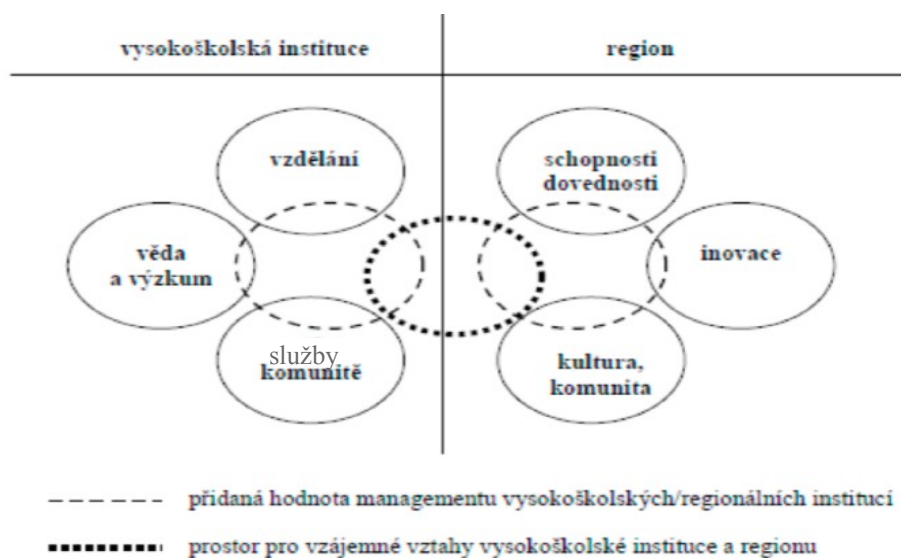 vysokoškolská instituce
region
vzdělání
schopnosti
dovednosti
věda
a výzkum
inovace
služby
komunitě
kultura,
komunita
přidaná hodnota managementu vysokoškolských/regionálních institucí
prostor pro vzájemné vztahy vysokoškolské instituce a regionu